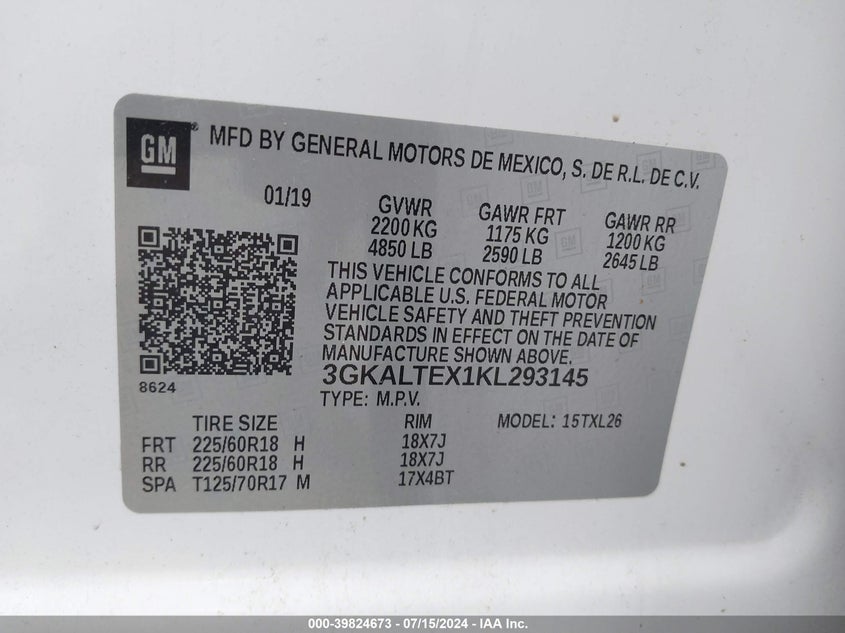 GM
MFD BY GENERAL MOTORS DE MEXICO, S. DE R.L. DE C.V.
01/19 GVWR GAWR FRT GAWR RR
2200 KG 1175 KG 1200 KG
4850 LB 2590 LB 2645 LB
THIS VEHICLE CONFORMS TO ALL
APPLICABLE U.S. FEDERAL MOTOR
VEHICLE SAFETY AND THEFT PREVENTION
STANDARDS IN EFFECT ON THE DATE OF
MANUFACTURE SHOWN ABOVE.
8624
3GKALTEX1KL293145
TYPE: M.P.V.
TIRE SIZE RIM MODEL: 15TXL26
FRT 225/60R18 H 18X7J
RR 225/60R18 H 18X7J
SPA T125/70R17 M 17X4BT
000-39824673 - 07/15/2024 - IAA Inc.